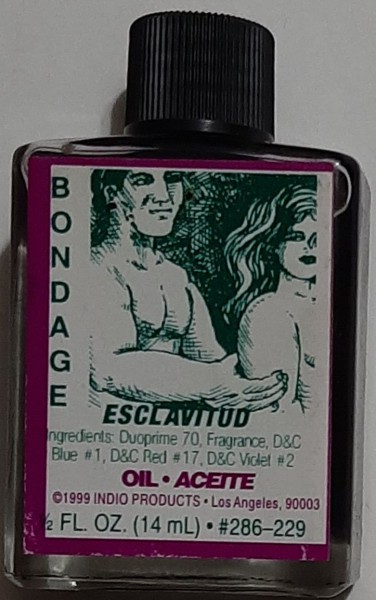 BONDAGE
ESCLAVITUD
Ingredients: Duoprime 70, Fragrance, D&C
Blue #1, D&C Red #17, D&C Violet #2
OIL • ACEITE
©1999 INDIO PRODUCTS • Los Angeles, 90003
½ FL. OZ. (14 mL) • #286–229